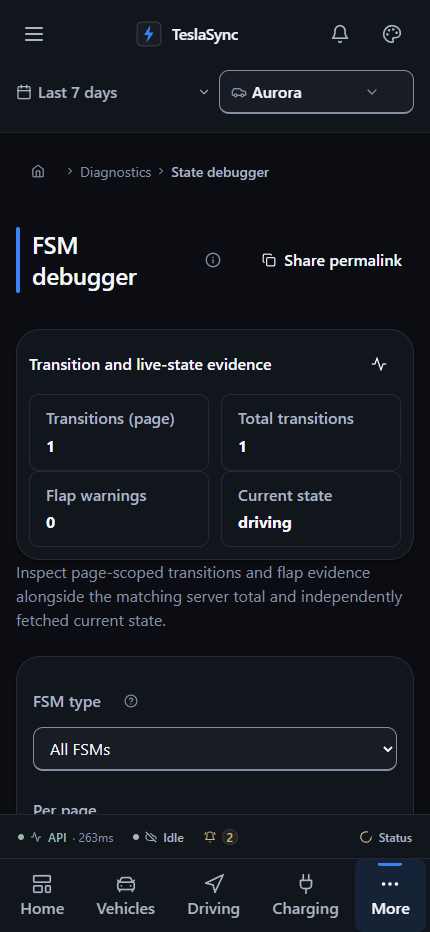 TeslaSync
Last 7 days
Aurora
Diagnostics
State debugger
FSM
debugger
Share permalink
Transition and live-state evidence
Transitions (page)
1
Total transitions
1
Flap warnings
0
Current state
driving
Inspect page-scoped transitions and flap evidence
alongside the matching server total and independently
fetched current state.
FSM type
All FSMs
Per page
API · 263ms
Idle
2
Status
Home
Vehicles
Driving
Charging
More